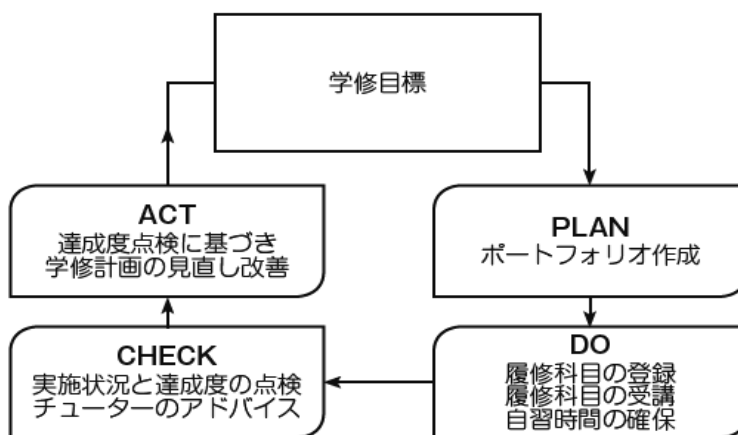 学修目標
PLAN
ポートフォリオ作成
DO
履修科目の登録
履修科目の受講
自習時間の確保
CHECK
実施状況と達成度の点検
チューターのアドバイス
ACT
達成度点検に基づき
学修計画の見直し改善